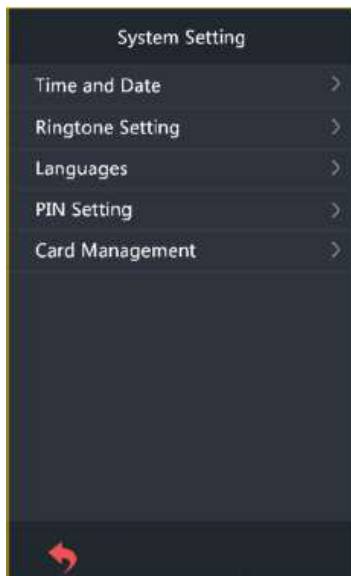 System Setting
Time and Date
Ringtone Setting
Languages
PIN Setting
Card Management